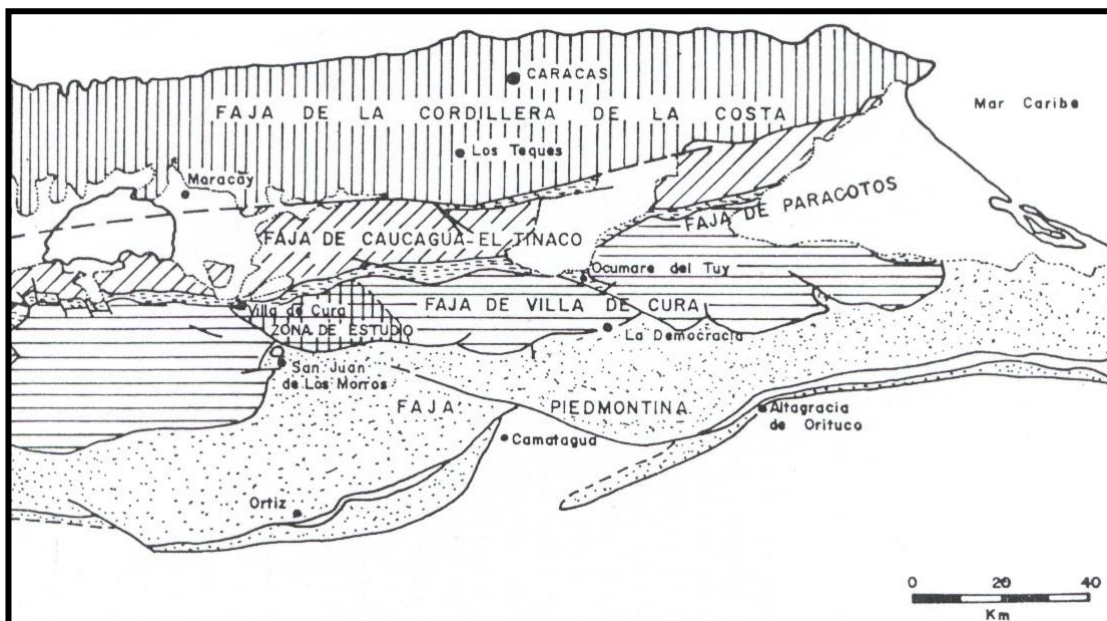 CARACAS
FAJA DE LA CORDILLERA DE LA COSTA
Mar Caribe
Los Teques
Maracay
FAJA DE PARACOTOS
FAJA DE CAUCAGUA-EL TINACO
Ocumare del Tuy
Villa de Cura
FAJA DE VILLA DE CURA
ZONA DE ESTUDIO
La Democracia
San Juan
de Los Morros
FAJA PIEDMONTINA
Altagracia
de Orituco
Camatagua
Ortiz
0 20 40
Km